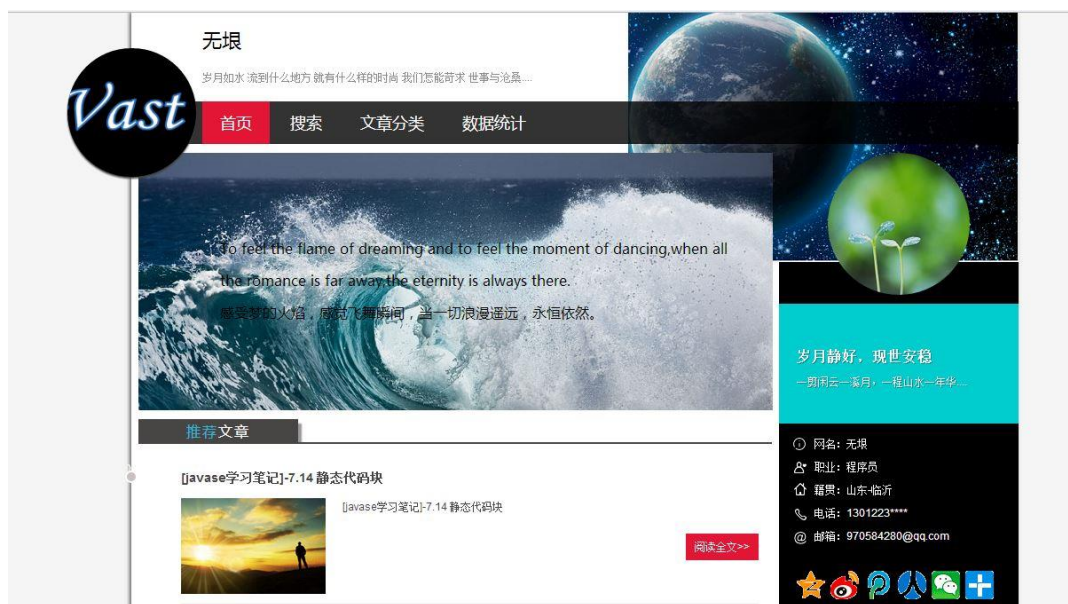 无垠
岁月如水 流到什么地方 就有什么样的时尚 我们怎能苛求 世事与沧桑....
Vast
首页 搜索 文章分类 数据统计
To feel the flame of dreaming and to feel the moment of dancing,when all
the romance is far away,the eternity is always there.
感受梦的火焰，感觉飞舞瞬间，当一切浪漫遥远，永恒依然。
岁月静好，现世安稳
一剪闲云一溪月，一程山水一年华....
推荐文章
[javase学习笔记]-7.14 静态代码块
[javase学习笔记]-7.14 静态代码块
阅读全文>>
网名：无垠
职业：程序员
籍贯：山东-临沂
电话：1301223****
@ 邮箱：970584280@qq.com